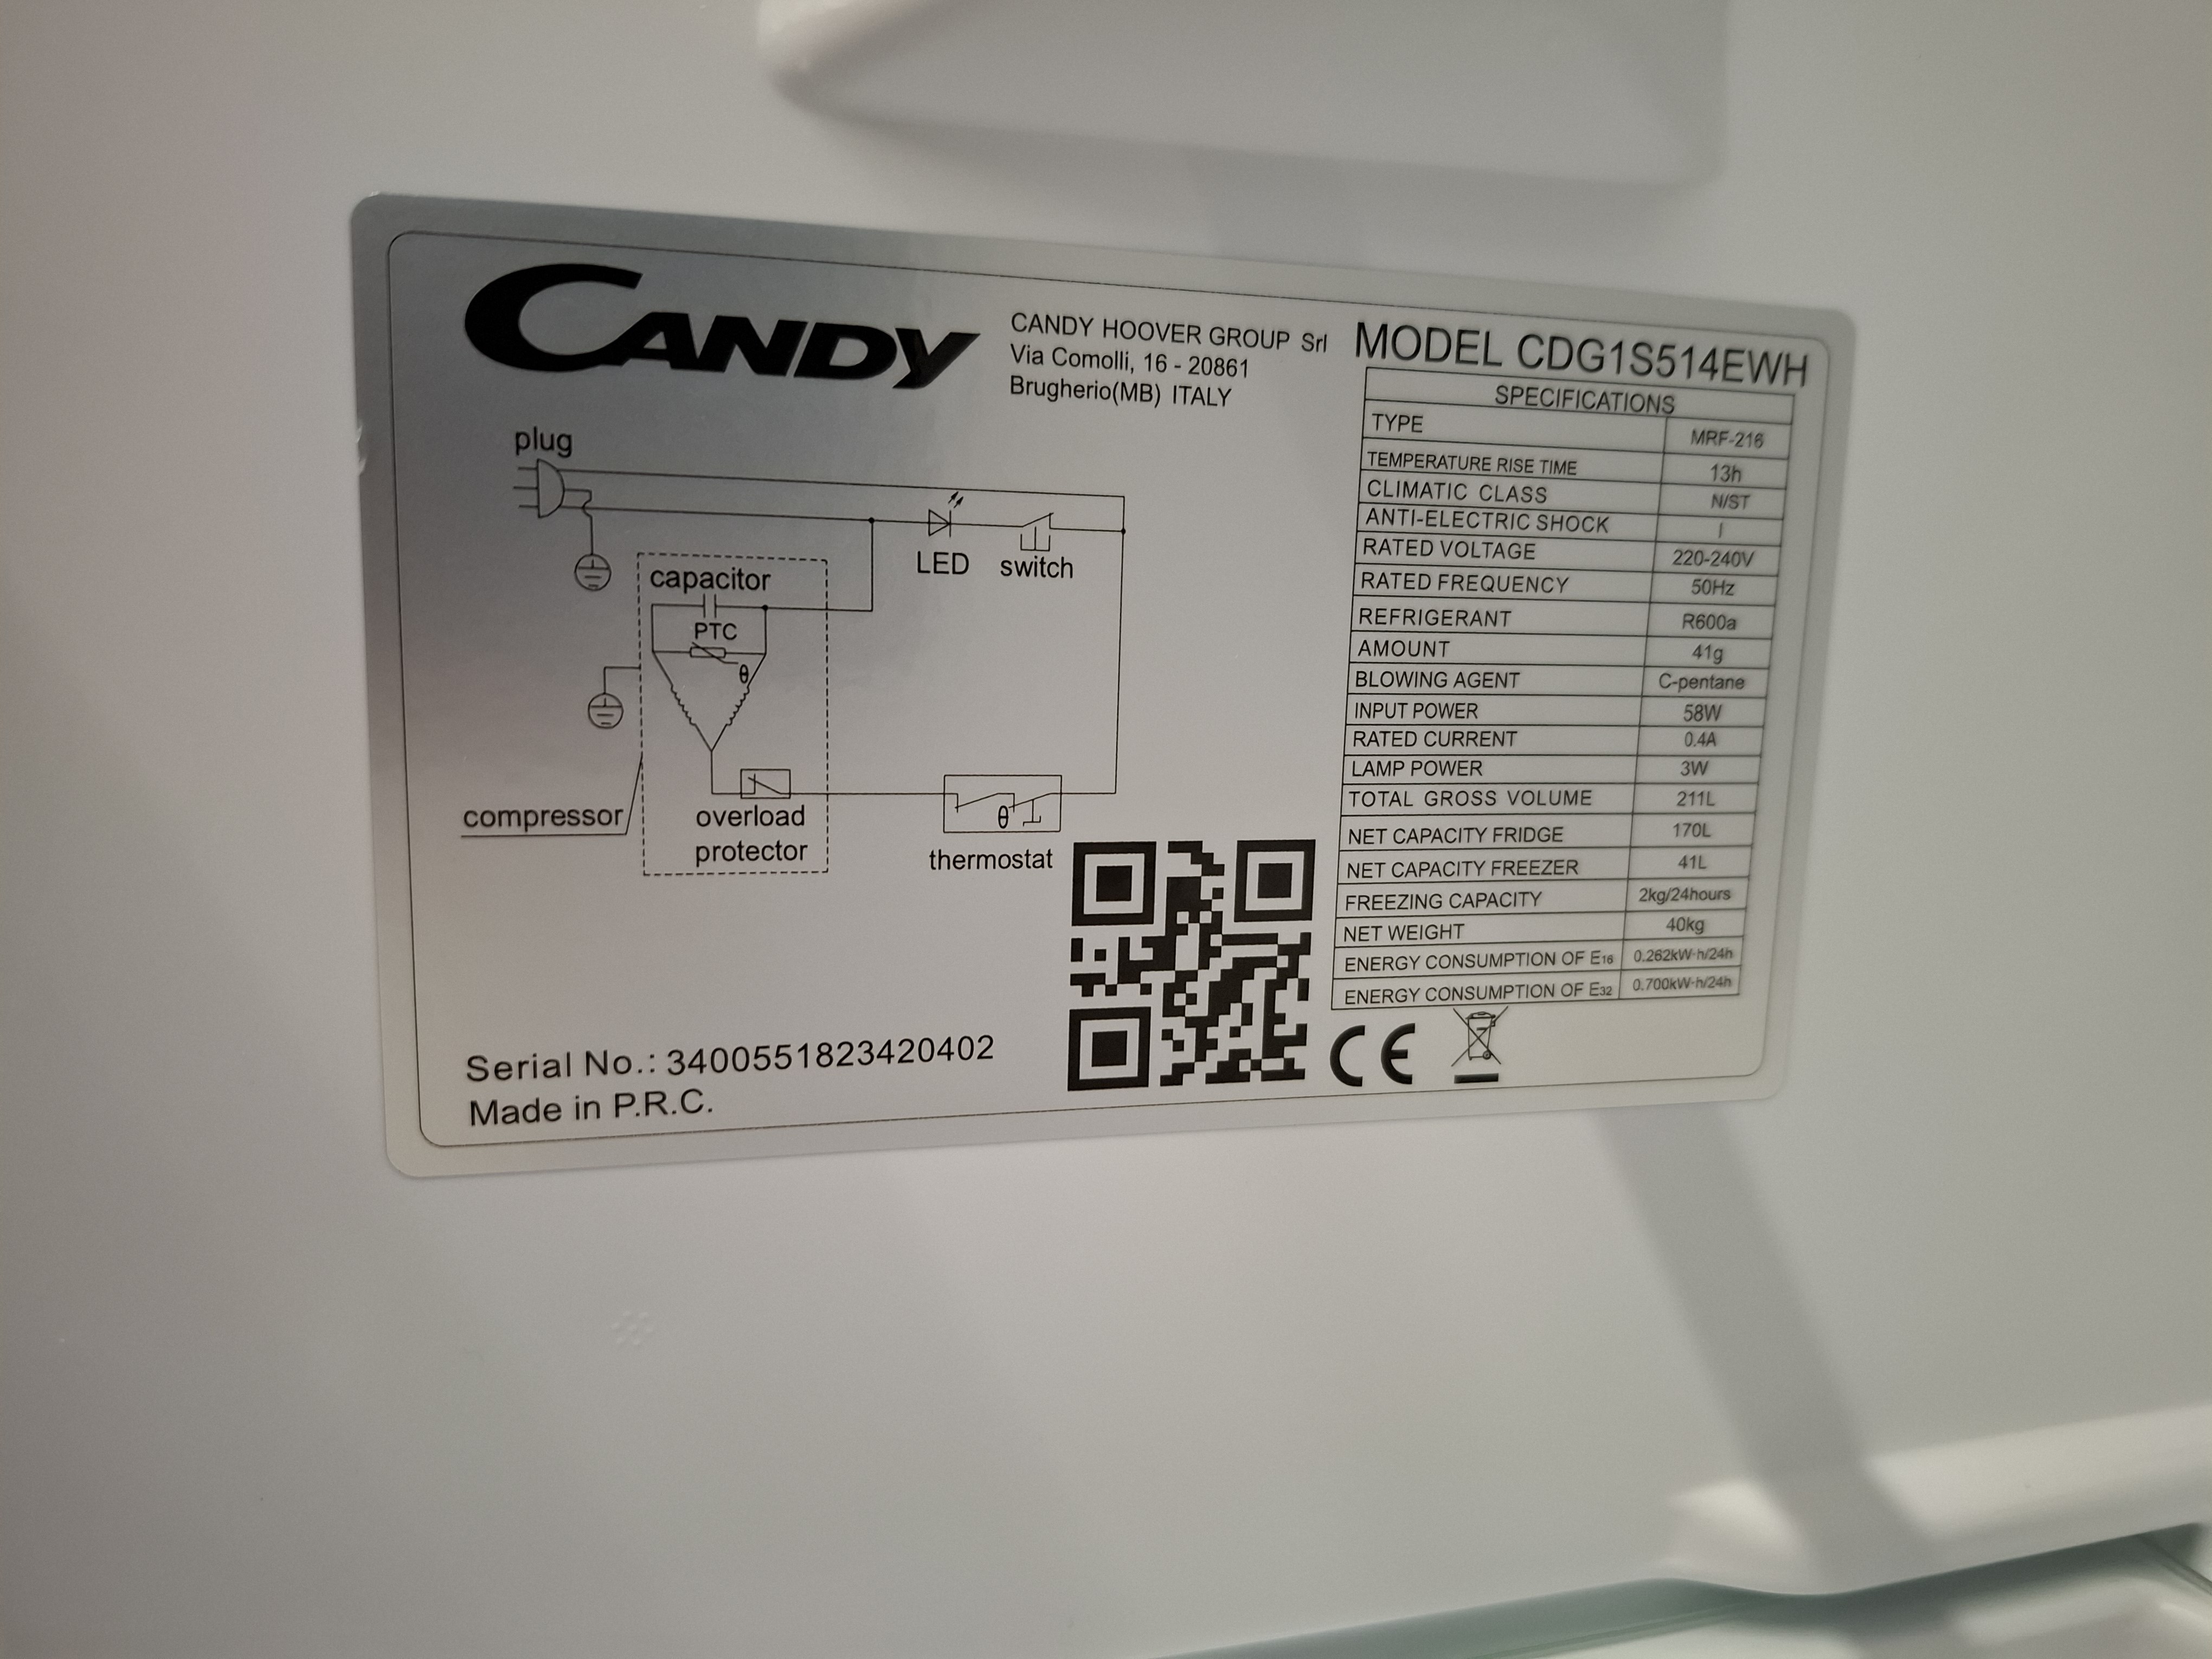 CANDY
CANDY HOOVER GROUP Srl
Via Comolli, 16 - 20861
Brugherio(MB) ITALY
plug
LED
switch
capacitor
PTC
θ
compressor
overload
protector
θ
thermostat
Serial No.: 3400551823420402
Made in P.R.C.
MODEL CDG1S514EWH
SPECIFICATIONS
TYPE MRF-216
TEMPERATURE RISE TIME 13h
CLIMATIC CLASS N/ST
ANTI-ELECTRIC SHOCK I
RATED VOLTAGE 220-240V
RATED FREQUENCY 50Hz
REFRIGERANT R600a
AMOUNT 41g
BLOWING AGENT C-pentane
INPUT POWER 58W
RATED CURRENT 0.4A
LAMP POWER 3W
TOTAL GROSS VOLUME 211L
NET CAPACITY FRIDGE 170L
NET CAPACITY FREEZER 41L
FREEZING CAPACITY 2kg/24hours
NET WEIGHT 40kg
ENERGY CONSUMPTION OF E16 0.262kW·h/24h
ENERGY CONSUMPTION OF E32 0.700kW·h/24h
CE